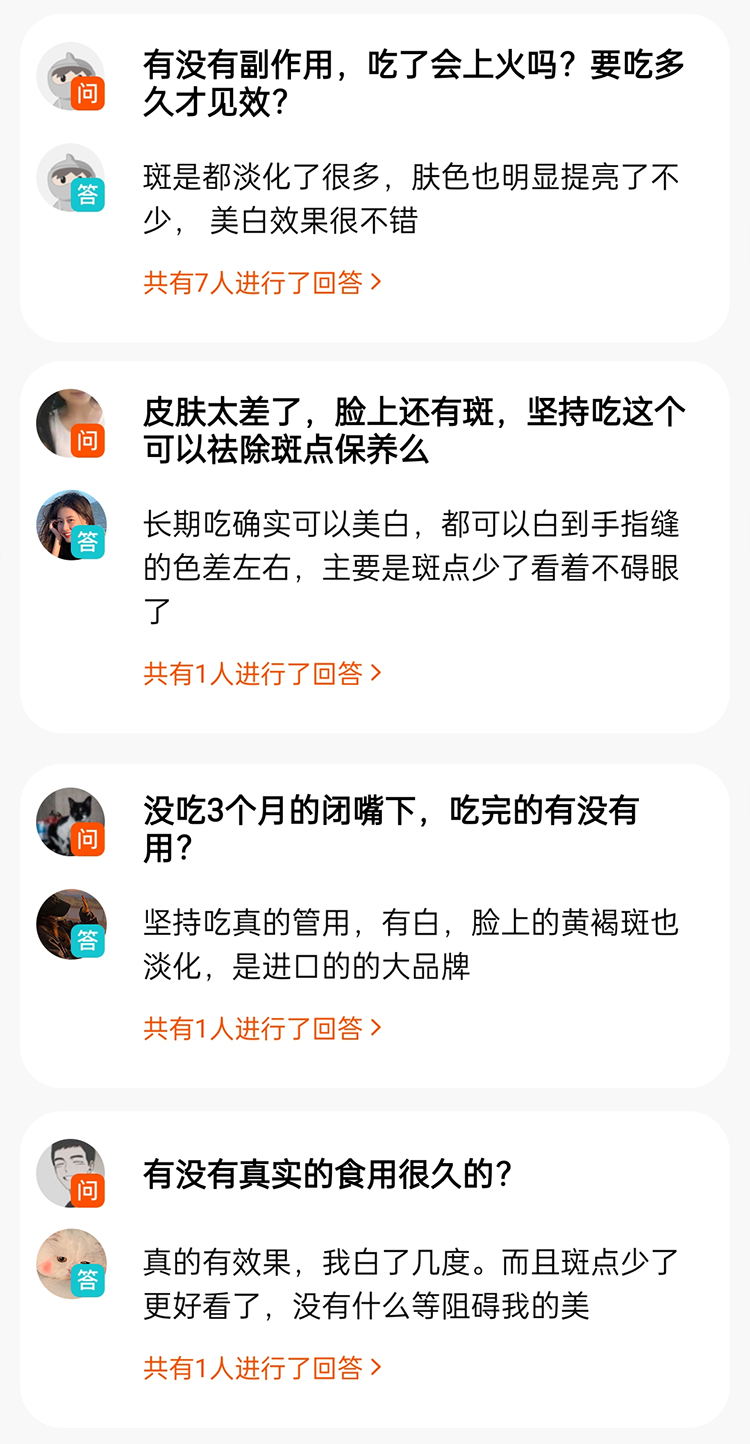 有没有副作用，吃了会上火吗？要吃多
久才见效？
问
斑是都淡化了很多，肤色也明显提亮了不
少， 美白效果很不错
答
共有7人进行了回答 >
皮肤太差了，脸上还有斑，坚持吃这个
可以祛除斑点保养么
问
长期吃确实可以美白，都可以白到手指缝
的色差左右，主要是斑点少了看着不碍眼
了
答
共有1人进行了回答 >
没吃3个月的闭嘴下，吃完的有没有
用？
问
坚持吃真的管用，有白，脸上的黄褐斑也
淡化，是进口的的大品牌
答
共有1人进行了回答 >
有没有真实的食用很久的？
问
真的有效果，我白了几度。而且斑点少了
更好看了，没有什么等阻碍我的美
答
共有1人进行了回答 >